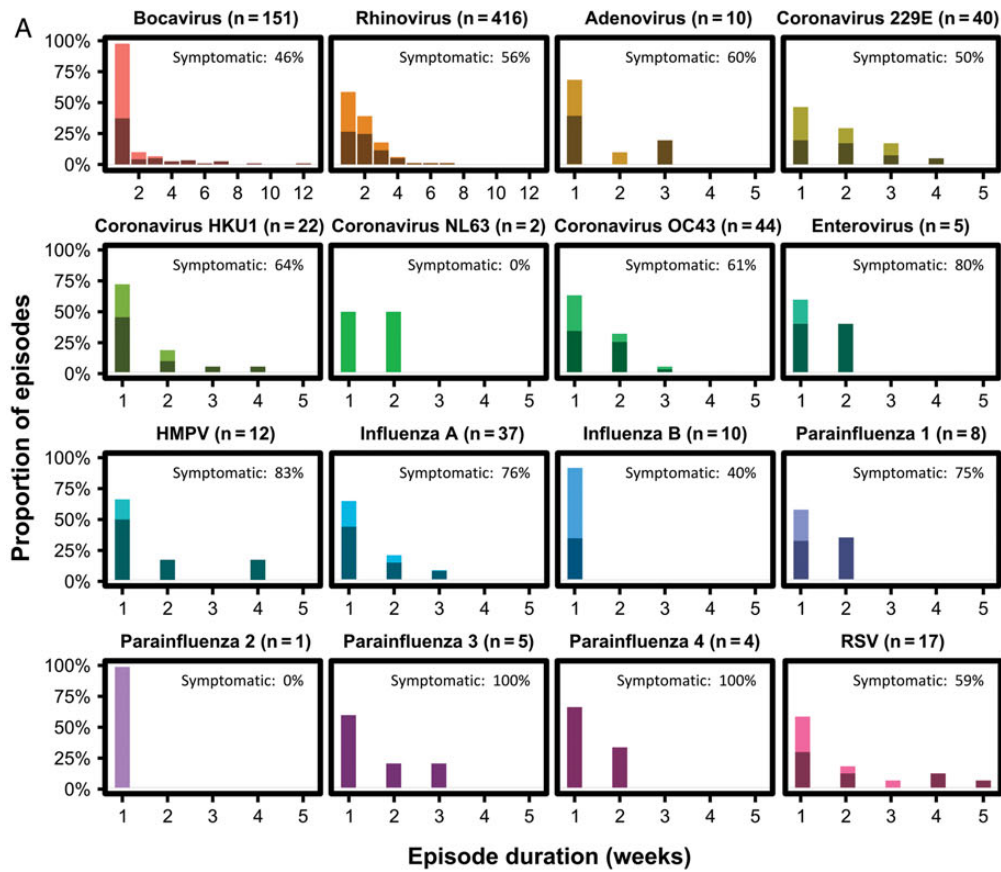 A
Bocavirus (n=151) Rhinovirus (n=416) Adenovirus (n=10) Coronavirus 229E (n=40)
100% Symptomatic: 46% Symptomatic: 56% Symptomatic: 60% Symptomatic: 50%
75%
50%
25%
0%
2 4 6 8 10 12 2 4 6 8 10 12 1 2 3 4 5 1 2 3 4 5
Coronavirus HKU1 (n=22) Coronavirus NL63 (n=2) Coronavirus OC43 (n=44) Enterovirus (n=5)
100% Symptomatic: 64% Symptomatic: 0% Symptomatic: 61% Symptomatic: 80%
75%
50%
25%
0%
1 2 3 4 5 1 2 3 4 5 1 2 3 4 5 1 2 3 4 5
Proportion of episodes
HMPV (n=12) Influenza A (n=37) Influenza B (n=10) Parainfluenza 1 (n=8)
100% Symptomatic: 83% Symptomatic: 76% Symptomatic: 40% Symptomatic: 75%
75%
50%
25%
0%
1 2 3 4 5 1 2 3 4 5 1 2 3 4 5 1 2 3 4 5
Parainfluenza 2 (n=1) Parainfluenza 3 (n=5) Parainfluenza 4 (n=4) RSV (n=17)
100% Symptomatic: 0% Symptomatic: 100% Symptomatic: 100% Symptomatic: 59%
75%
50%
25%
0%
1 2 3 4 5 1 2 3 4 5 1 2 3 4 5 1 2 3 4 5
Episode duration (weeks)